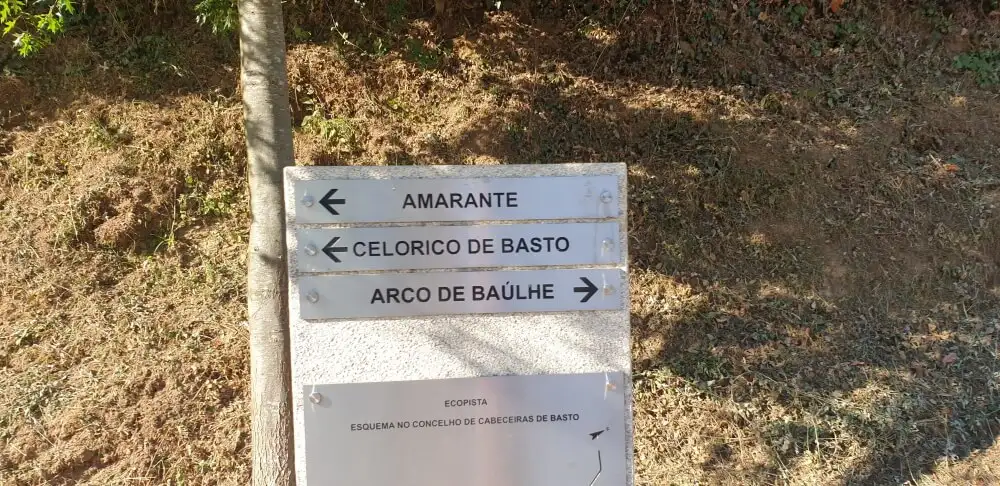 ← AMARANTE
← CELORICO DE BASTO
ARCO DE BAÚLHE →
ECOPISTA
ESQUEMA NO CONCELHO DE CABECEIRAS DE BASTO